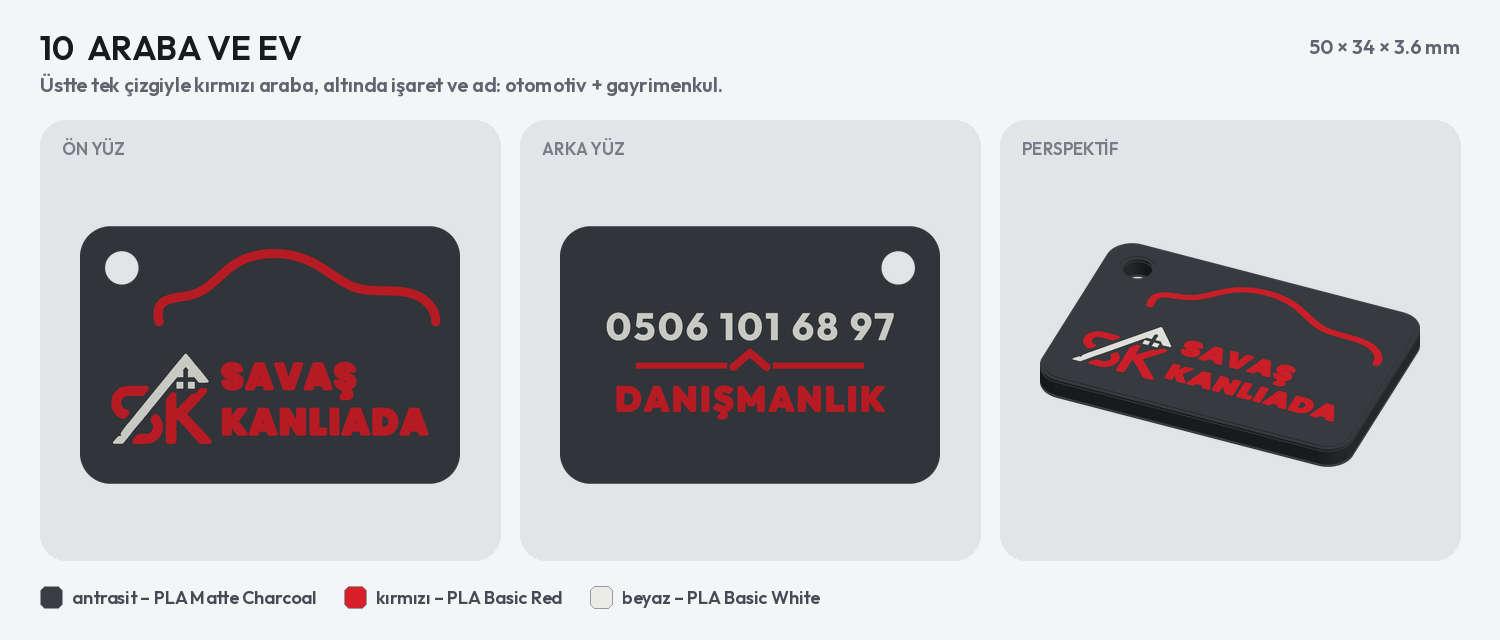 10 ARABA VE EV
50 × 34 × 3.6 mm
Üstte tek çizgiyle kırmızı araba, altında işaret ve ad: otomotiv + gayrimenkul.
ÖN YÜZ
SK
SAVAŞ
KANLIADA
ARKA YÜZ
0506 101 68 97
DANIŞMANLIK
PERSPEKTİF
SK
SAVAŞ
KANLIADA
antrasit – PLA Matte Charcoal
kırmızı – PLA Basic Red
beyaz – PLA Basic White